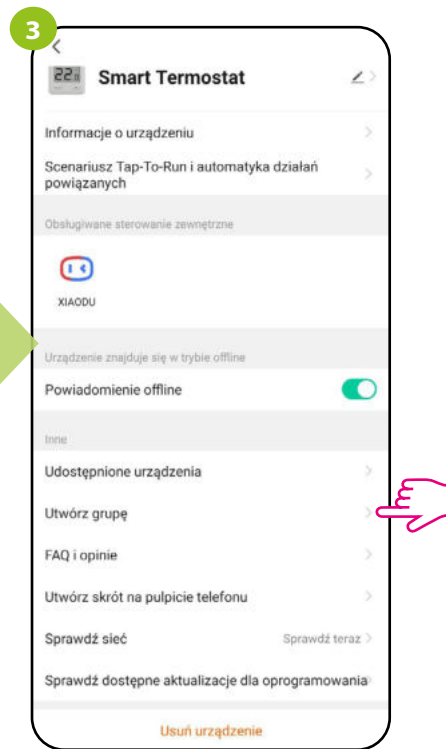 3
Smart Termostat
Informacje o urządzeniu
Scenariusz Tap-To-Run i automatyka działań
powiązanych
Obsługiwane sterowanie zewnętrzne
XIAODU
Urządzenie znajduje się w trybie offline
Powiadomienie offline
Inne
Udostępnione urządzenia
Utwórz grupę
FAQ i opinie
Utwórz skrót na pulpicie telefonu
Sprawdź sieć Sprawdź teraz
Sprawdź dostępne aktualizacje dla oprogramowania
Usuń urządzenie